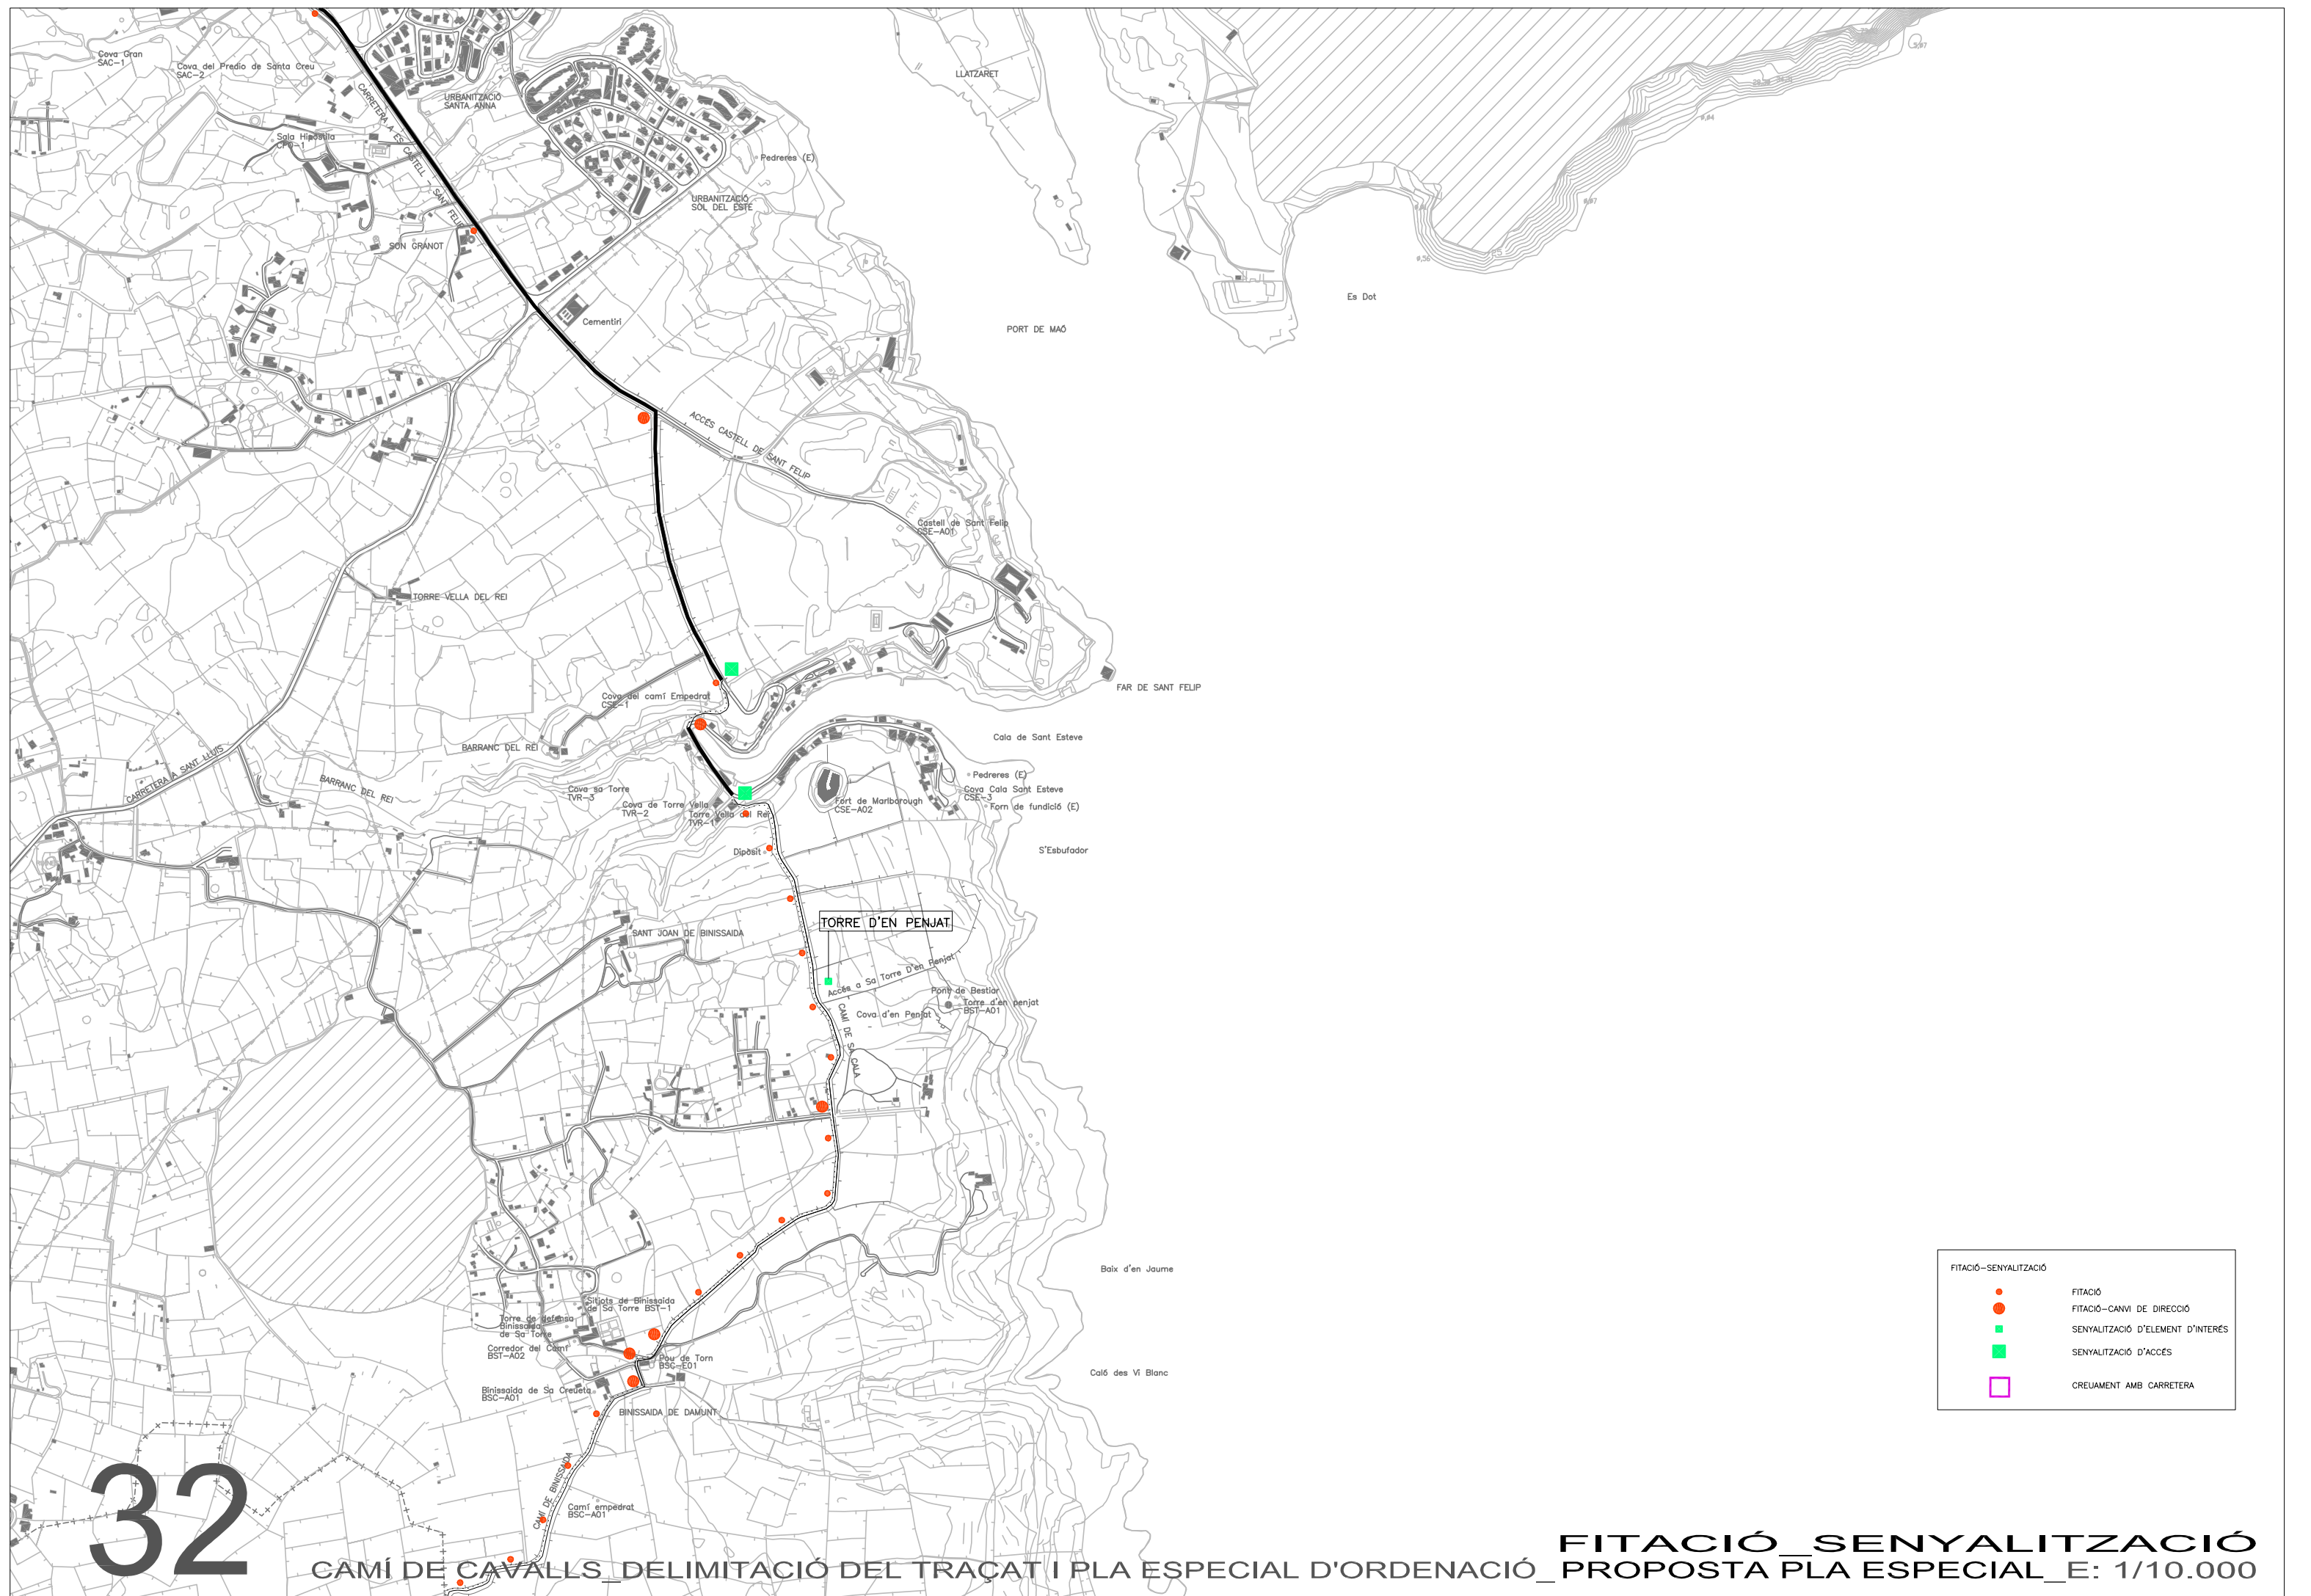 Cova Gran
SAC-1
Cova del Predio de Santa Creu
SAC-2
CARRETERA A ES CASTELL - SANT FELIP
URBANITZACIÓ
SANTA ANNA
Sala Hipòstila
LLATZARET
Pedreres (E)
URBANITZACIÓ
SOL DEL ESTE
SON GRANOT
Cementiri
PORT DE MAÓ
Es Dot
ACCÉS CASTELL DE SANT FELIP
Castell de Sant Felip
CSE-A01
TORRE VELLA DEL REI
FAR DE SANT FELIP
Cova del camí Empedrat
CSE-1
BARRANC DEL REI
Cala de Sant Esteve
CARRETERA A SANT LLUÍS
BARRANC DEL REI
Cova sa Torre
TVR-3
Cova de Torre Vella
TVR-2
Torre Vella del Rei
TVR-1
Fort de Marlborough
CSE-A02
Pedreres (E)
Cova Cala Sant Esteve
CSE-3
Forn de fundició (E)
Dipòsit
S'Esbufador
TORRE D'EN PENJAT
SANT JOAN DE BINISSAIDA
Accés a Sa Torre D'en Penjat
Pont de Bestiar
Torre d'en penjat
BST-A01
Cova d'en Penjat
CAMÍ DE SA CALA
Baix d'en Jaume
Sitjots de Binissaida
de Sa Torre BST-1
Torre de defensa
Binissaida
de Sa Torre
Corredor del Camí
BST-A02
Pou de Torn
BSC-E01
Caló des Vi Blanc
Binissaida de Sa Creueta
BSC-A01
BINISSAIDA DE DAMUNT
CAMÍ DE BINISSAIDA
Camí empedrat
BSC-A01
FITACIÓ-SENYALITZACIÓ
FITACIÓ
FITACIÓ-CANVI DE DIRECCIÓ
SENYALITZACIÓ D'ELEMENT D'INTERÉS
SENYALITZACIÓ D'ACCÉS
CREUAMENT AMB CARRETERA
32
FITACIÓ_SENYALITZACIÓ
CAMÍ DE CAVALLS_DELIMITACIÓ DEL TRAÇAT I PLA ESPECIAL D'ORDENACIÓ_PROPOSTA PLA ESPECIAL_E: 1/10.000